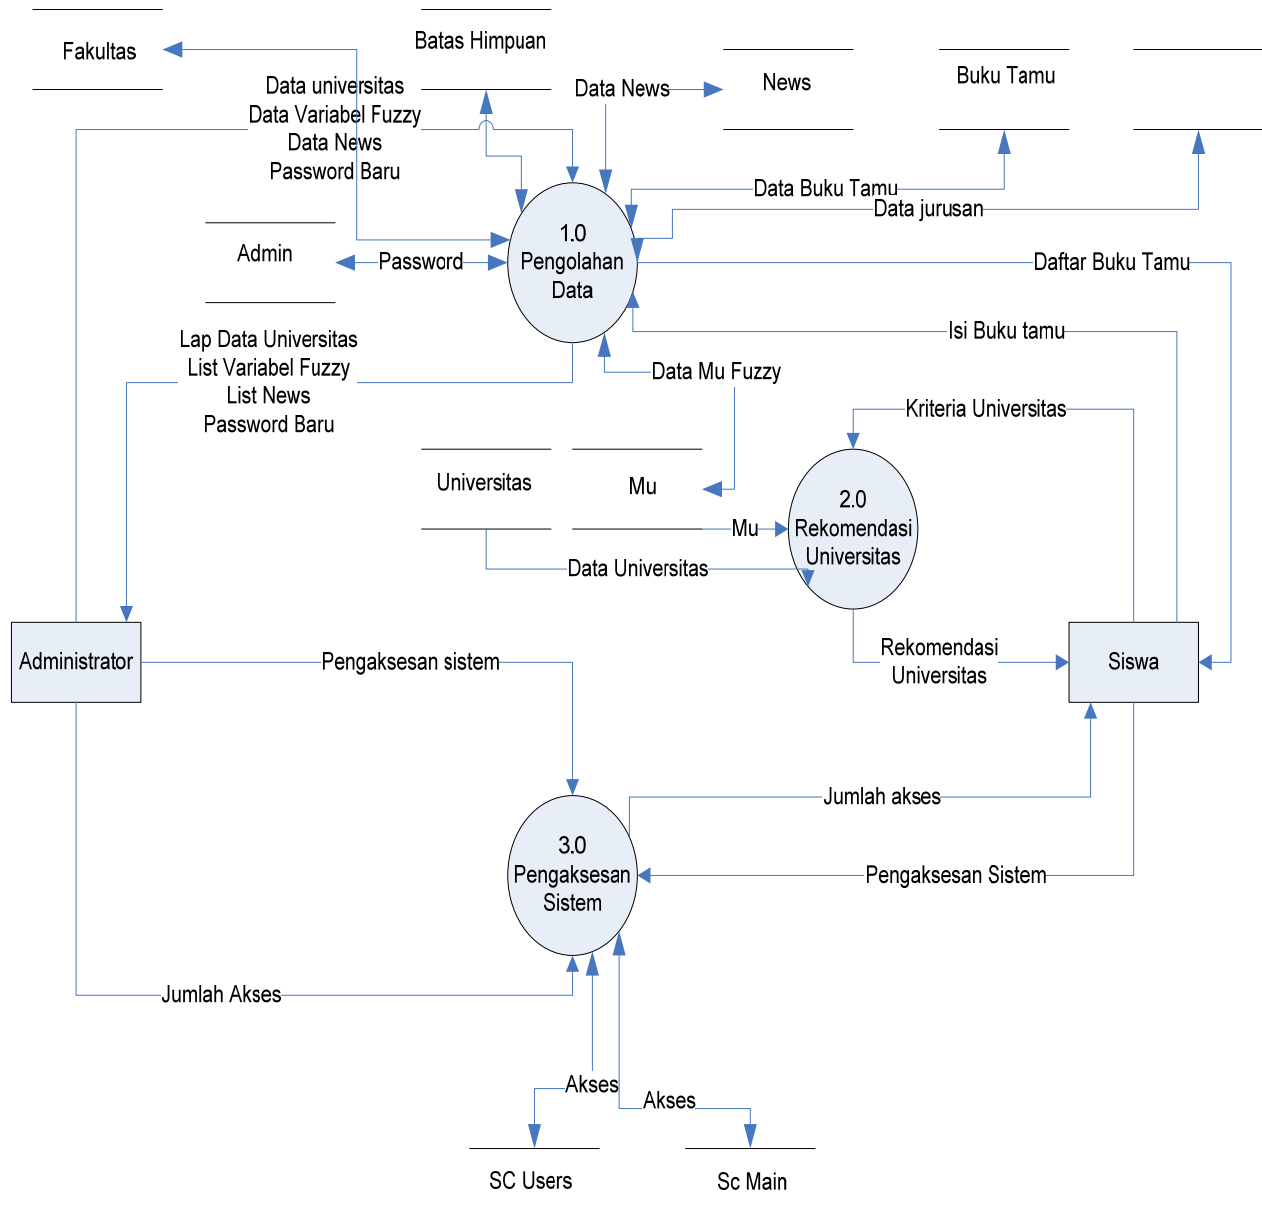 Fakultas
Batas Himpuan
Data News
News
Buku Tamu
Data universitas
Data Variabel Fuzzy
Data News
Password Baru
Data Buku Tamu
Data jurusan
1.0
Pengolahan
Data
Admin
Password
Daftar Buku Tamu
Isi Buku tamu
Lap Data Universitas
List Variabel Fuzzy
List News
Password Baru
Data Mu Fuzzy
Kriteria Universitas
Universitas
Mu
Mu
2.0
Rekomendasi
Universitas
Data Universitas
Administrator
Pengaksesan sistem
Rekomendasi
Universitas
Siswa
Jumlah akses
3.0
Pengaksesan
Sistem
Pengaksesan Sistem
Jumlah Akses
Akses
Akses
SC Users
Sc Main